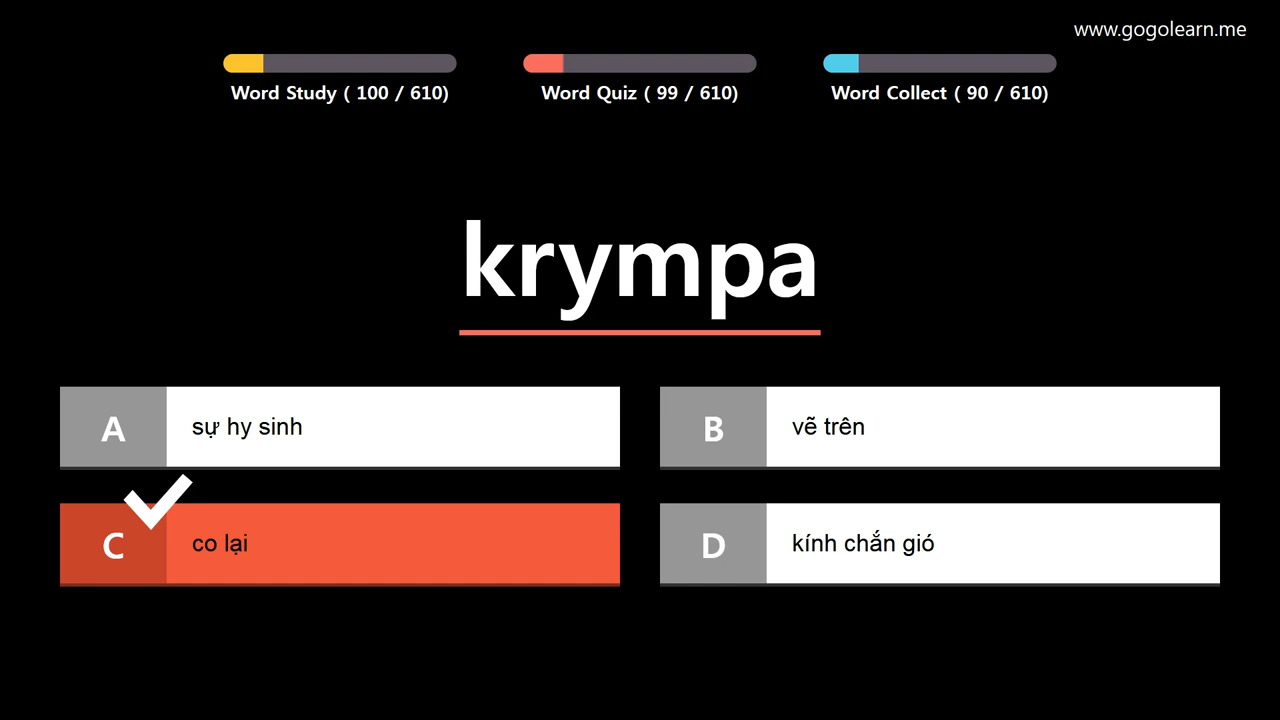 www.gogolearn.me
Word Study ( 100 / 610)
Word Quiz ( 99 / 610)
Word Collect ( 90 / 610)
krympa
A
sự hy sinh
B
vẽ trên
C
co lại
D
kính chắn gió